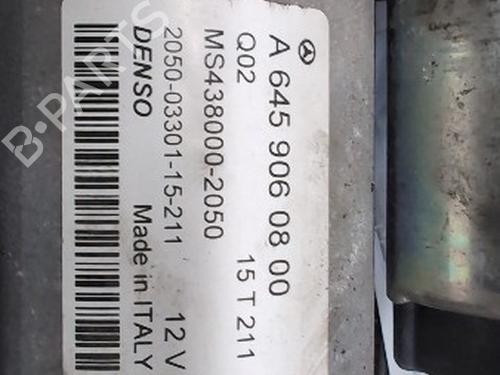 A 645 906 08 00
Q02 15 T 211
MS438000-2050
2050-03301-15-211 12 V
DENSO Made in ITALY
B-PARTS